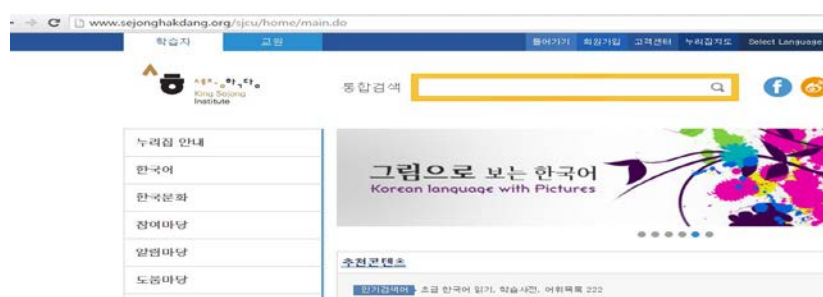 www.sejonghakdang.org/sjcu/home/main.do
학습자 교원 들어가기 회원가입 고객센터 누리집지도 Select Language
세종학당
King Sejong
Institute
통합검색
누리집 안내
한국어
한국문화
참여마당
알림마당
도움마당
그림으로 보는 한국어
Korean language with Pictures
추천콘텐츠
인기검색어 초급 한국어 읽기, 학습사전, 어휘목록 222